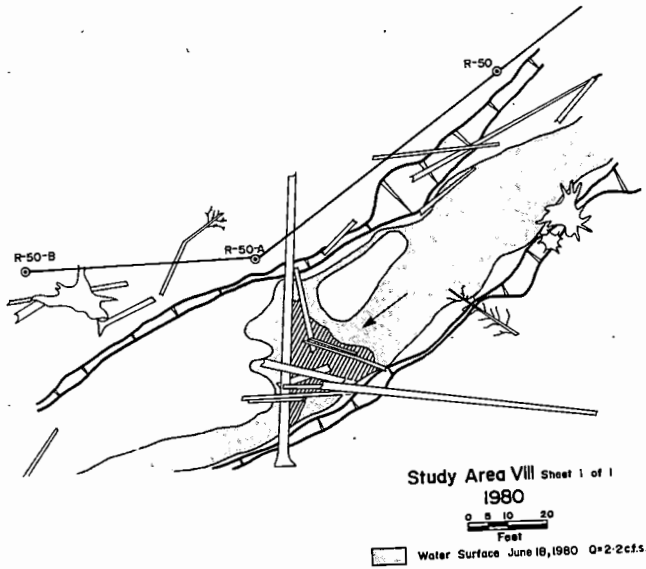 R-50
R-50-B
R-50-A
Study Area VIII Sheet 1 of 1
1980
0 5 10 20
Feet
Water Surface June 18, 1980 Q=2.2 c.f.s.